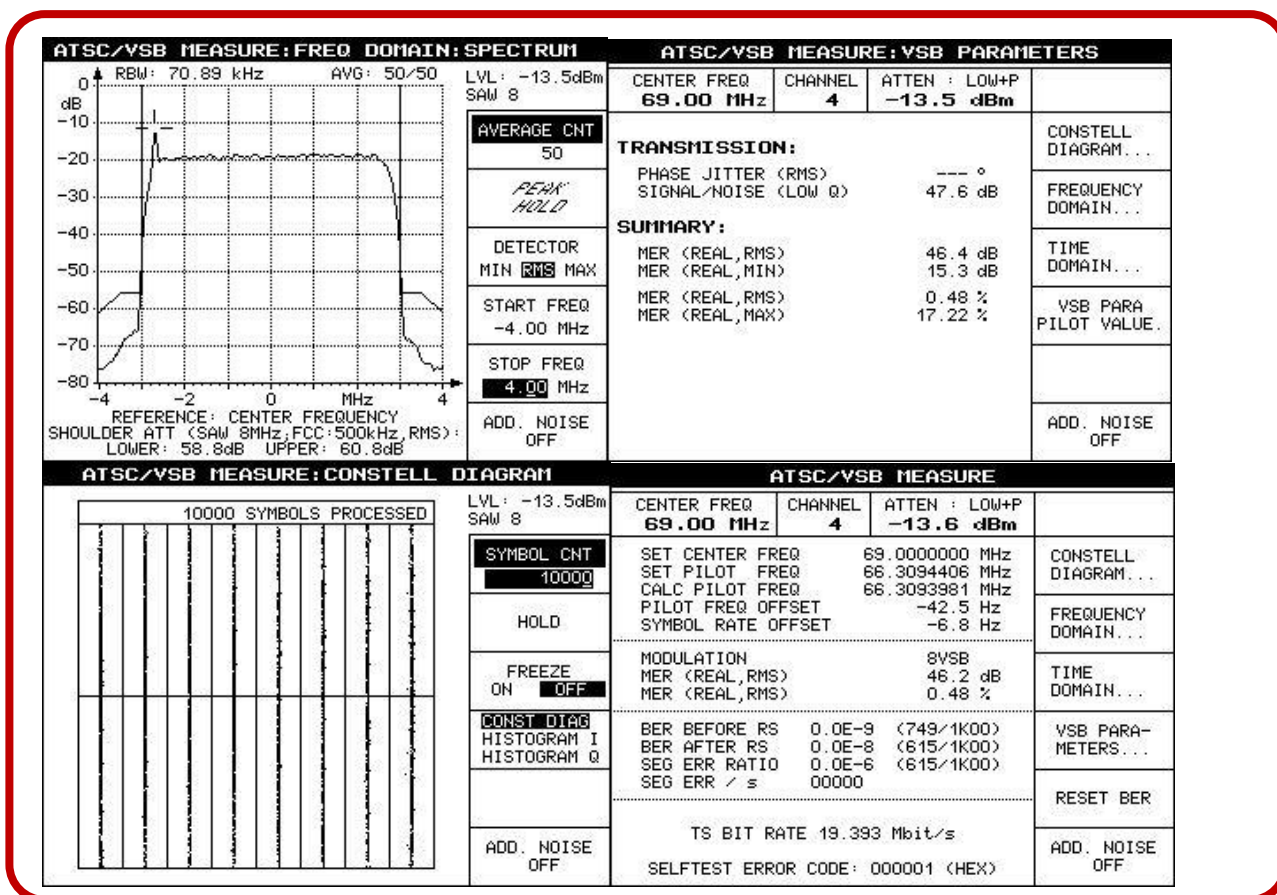 ATSC/VSB MEASURE:FREQ DOMAIN:SPECTRUM
RBW: 70.89 kHz AVG: 50/50
LVL: -13.5dBm
SAW 8
0
dB
-10
-20
-30
-40
-50
-60
-70
-80
-4 -2 0 MHz 4
REFERENCE: CENTER FREQUENCY
SHOULDER ATT (SAW 8MHz,FCC:500kHz,RMS):
LOWER: 58.8dB UPPER: 60.8dB
AVERAGE CNT
50
PEAK
HOLD
DETECTOR
MIN RMS MAX
START FREQ
-4.00 MHz
STOP FREQ
4.00 MHz
ADD. NOISE
OFF
ATSC/VSB MEASURE:VSB PARAMETERS
CENTER FREQ CHANNEL ATTEN : LOW+P
69.00 MHz 4 -13.5 dBm
TRANSMISSION:
PHASE JITTER (RMS) --- °
SIGNAL/NOISE (LOW Q) 47.6 dB
SUMMARY:
MER (REAL,RMS) 46.4 dB
MER (REAL,MIN) 15.3 dB
MER (REAL,RMS) 0.48 %
MER (REAL,MAX) 17.22 %
CONSTELL
DIAGRAM...
FREQUENCY
DOMAIN...
TIME
DOMAIN...
VSB PARA
PILOT VALUE.
ADD. NOISE
OFF
ATSC/VSB MEASURE:CONSTELL DIAGRAM
10000 SYMBOLS PROCESSED
LVL: -13.5dBm
SAW 8
SYMBOL CNT
10000
HOLD
FREEZE
ON OFF
CONST DIAG
HISTOGRAM I
HISTOGRAM Q
ADD. NOISE
OFF
ATSC/VSB MEASURE
CENTER FREQ CHANNEL ATTEN : LOW+P
69.00 MHz 4 -13.6 dBm
SET CENTER FREQ 69.0000000 MHz
SET PILOT FREQ 66.3094406 MHz
CALC PILOT FREQ 66.3093981 MHz
PILOT FREQ OFFSET -42.5 Hz
SYMBOL RATE OFFSET -6.8 Hz
MODULATION 8VSB
MER (REAL,RMS) 46.2 dB
MER (REAL,RMS) 0.48 %
BER BEFORE RS 0.0E-9 (749/1K00)
BER AFTER RS 0.0E-8 (615/1K00)
SEG ERR RATIO 0.0E-6 (615/1K00)
SEG ERR / s 00000
TS BIT RATE 19.393 Mbit/s
SELFTEST ERROR CODE: 000001 (HEX)
CONSTELL
DIAGRAM...
FREQUENCY
DOMAIN...
TIME
DOMAIN...
VSB PARA-
METERS...
RESET BER
ADD. NOISE
OFF